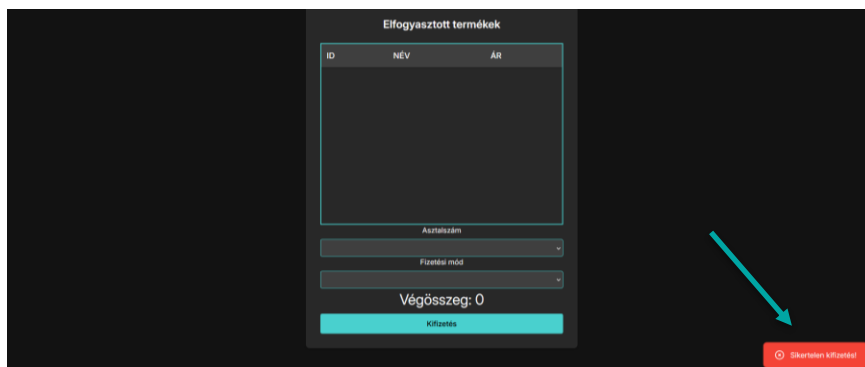 Elfogyasztott termékek
ID NÉV ÁR
Asztalszám
Fizetési mód
Végösszeg: 0
Kifizetés
Sikertelen kifizetés!